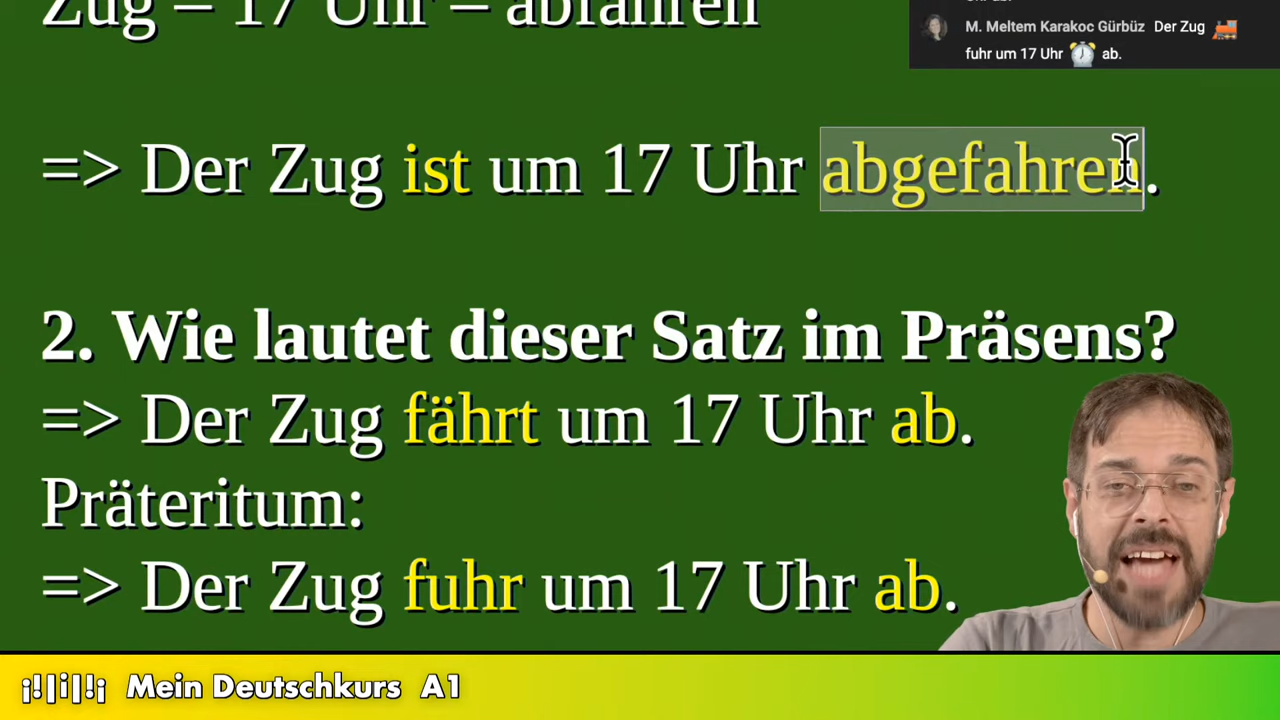 Zug – 17 Uhr – abfahren
M. Meltem Karakoc Gürbüz Der Zug 🚂
fuhr um 17 Uhr ⏰ ab.
=> Der Zug ist um 17 Uhr abgefahren.
2. Wie lautet dieser Satz im Präsens?
=> Der Zug fährt um 17 Uhr ab.
Präteritum:
=> Der Zug fuhr um 17 Uhr ab.
¡!|i|!¡ Mein Deutschkurs A1